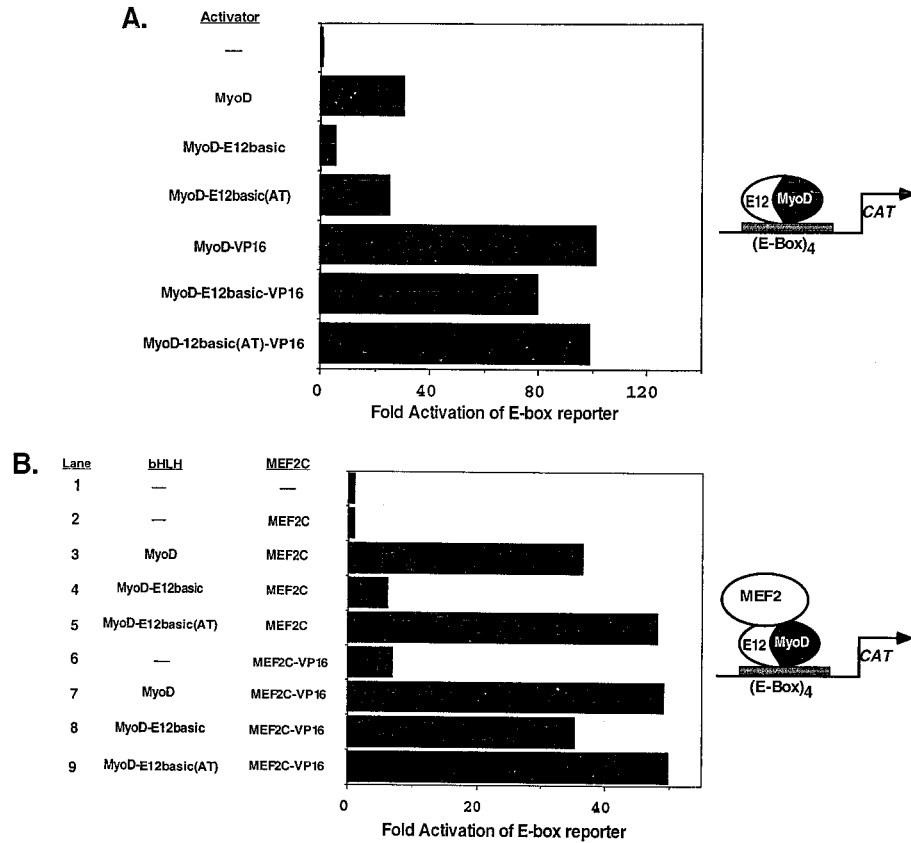 A.
Activator
—
MyoD
MyoD-E12basic
MyoD-E12basic(AT)
MyoD-VP16
MyoD-E12basic-VP16
MyoD-12basic(AT)-VP16
0 40 80 120
Fold Activation of E-box reporter
E12 MyoD
CAT
(E-Box)4
B.
Lane bHLH MEF2C
1 — —
2 — MEF2C
3 MyoD MEF2C
4 MyoD-E12basic MEF2C
5 MyoD-E12basic(AT) MEF2C
6 — MEF2C-VP16
7 MyoD MEF2C-VP16
8 MyoD-E12basic MEF2C-VP16
9 MyoD-E12basic(AT) MEF2C-VP16
0 20 40
Fold Activation of E-box reporter
MEF2
E12 MyoD
CAT
(E-Box)4